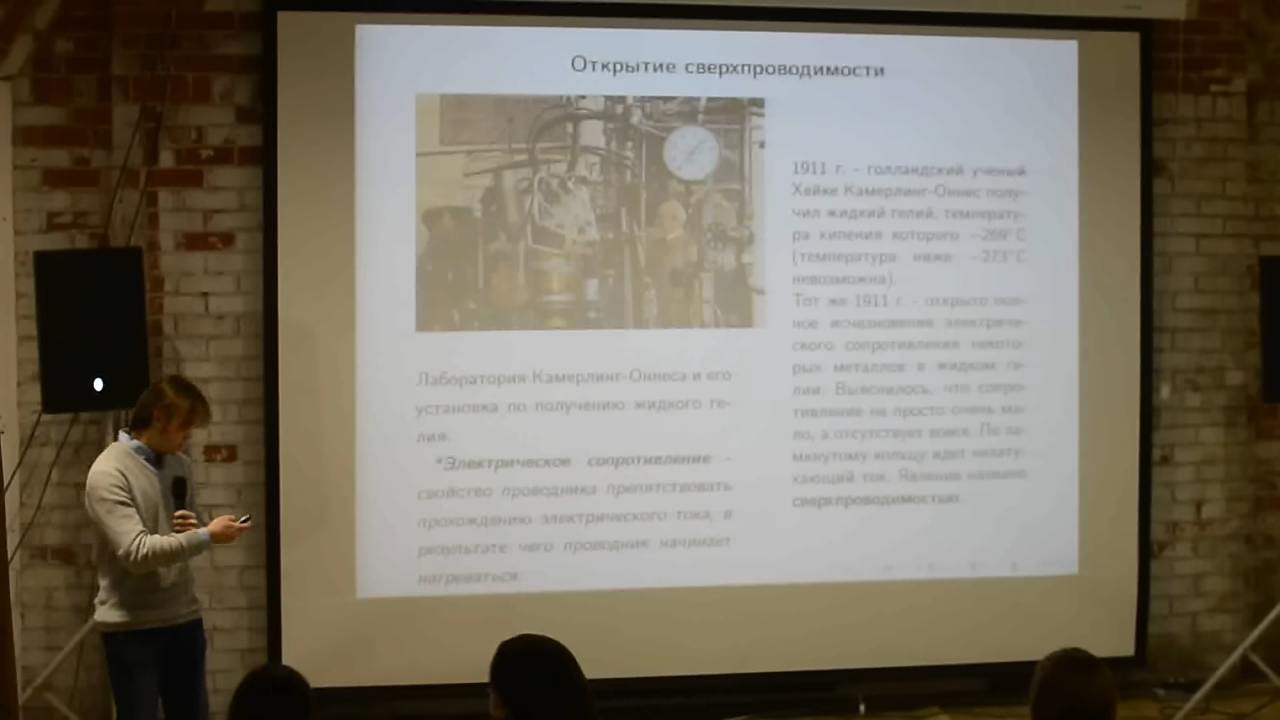 Открытие сверхпроводимости
Лаборатория Камерлинг-Оннеса и его
установка по получению жидкого ге-
лия.
*Электрическое сопротивление -
свойство проводника препятствовать
прохождению электрического тока, в
результате чего проводник начинает
нагреваться.
1911 г. - голландский ученый
Хейке Камерлинг-Оннес полу-
чил жидкий гелий, температу-
ра кипения которого −269°C
(температура ниже −273°C
невозможна).
Тот же 1911 г. - открыто пол-
ное исчезновение электриче-
ского сопротивления некото-
рых металлов в жидком ге-
лии. Выяснилось, что сопро-
тивление не просто очень ма-
ло, а отсутствует вовсе. По за-
мкнутому кольцу идет незату-
хающий ток. Явление названо
сверхпроводимостью.